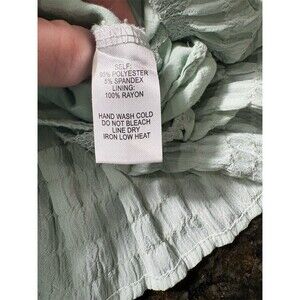 SELF:
95% POLYESTER
5% SPANDEX
LINING:
100% RAYON
HAND WASH COLD
DO NOT BLEACH
LINE DRY
IRON LOW HEAT